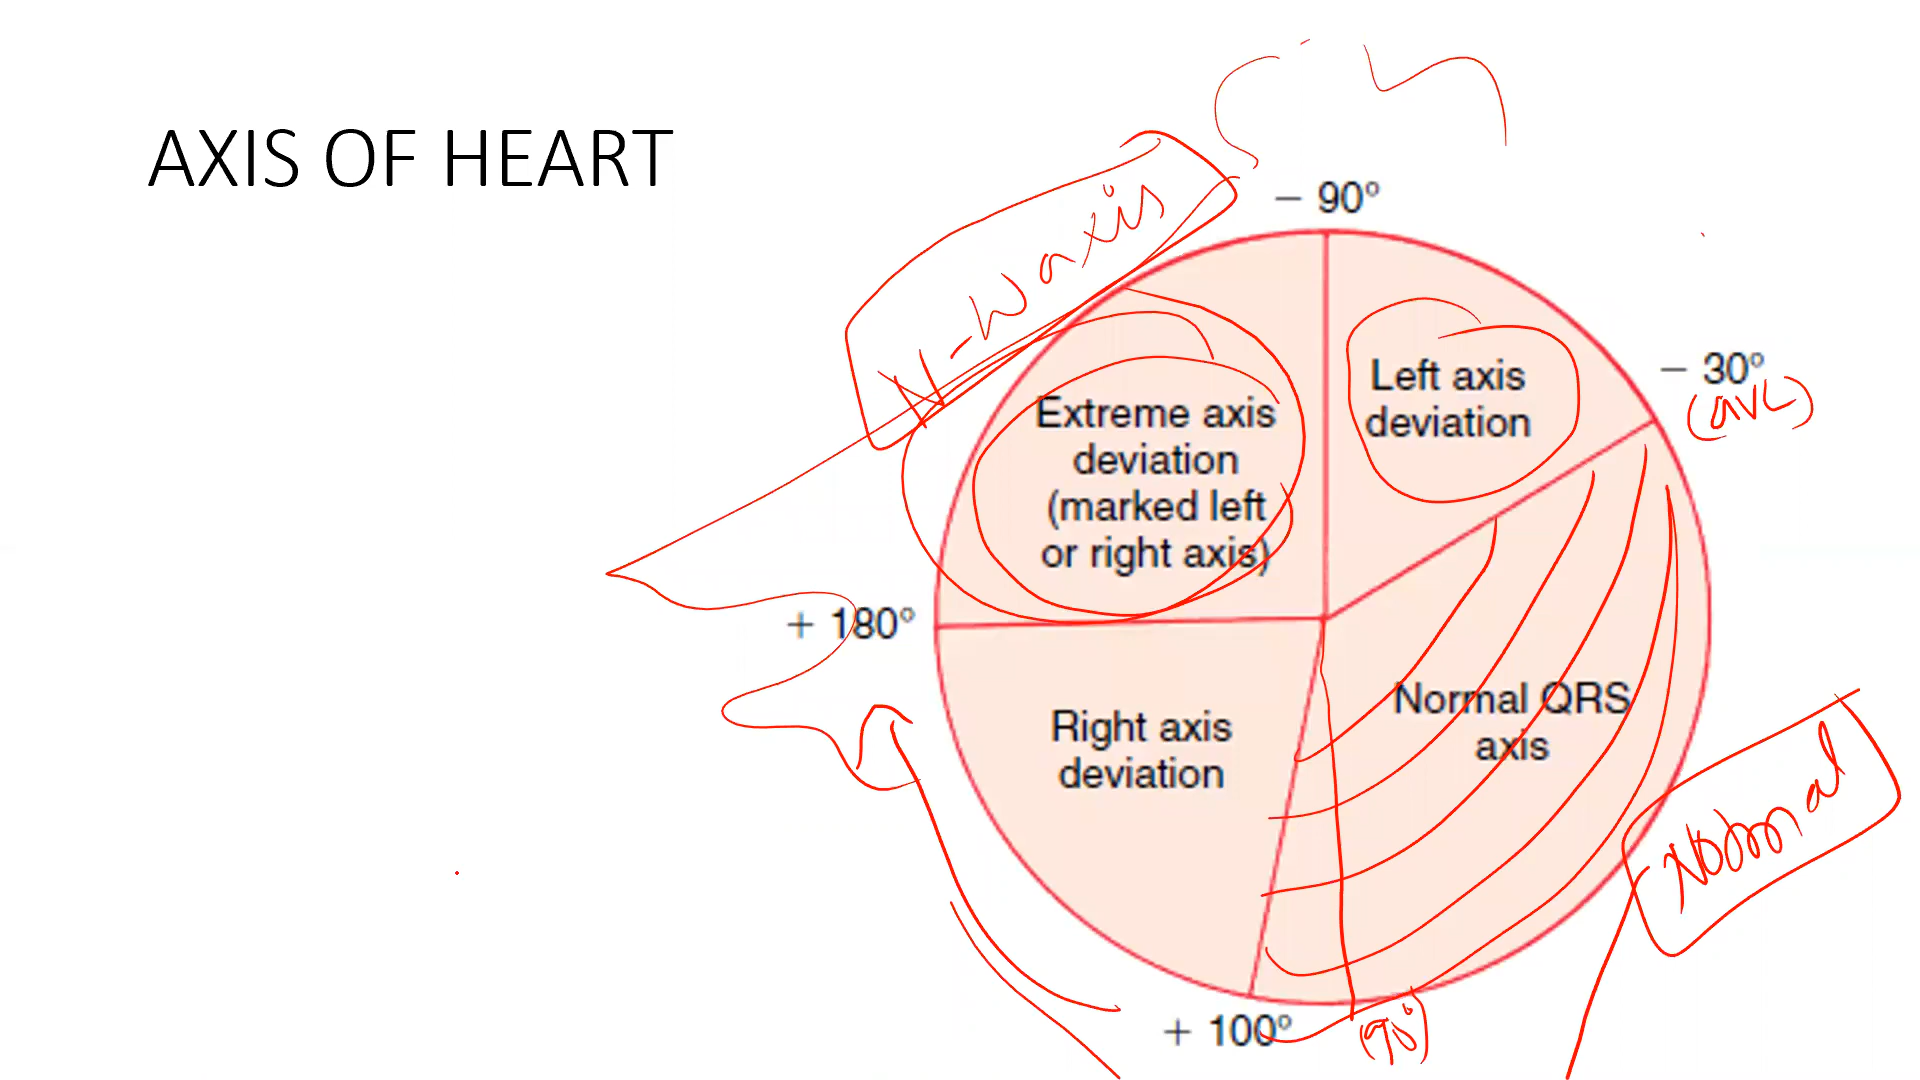 AXIS OF HEART
− 90°
N-W axis
Left axis
deviation
− 30°
(aVL)
Extreme axis
deviation
(marked left
or right axis)
+ 180°
Normal QRS
axis
Right axis
deviation
Normal
+ 100°
(90°)